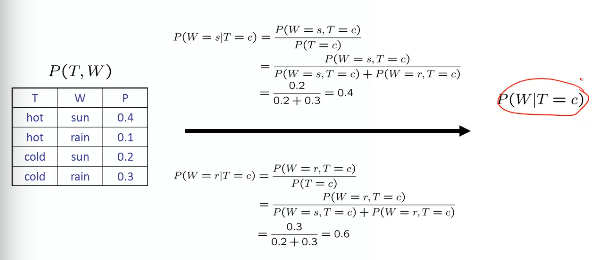 P(T, W)
T W P
hot sun 0.4
hot rain 0.1
cold sun 0.2
cold rain 0.3
P(W = s|T = c) = P(W = s, T = c) / P(T = c)
= P(W = s, T = c) / P(W = s, T = c) + P(W = r, T = c)
= 0.2 / 0.2 + 0.3 = 0.4
P(W = r|T = c) = P(W = r, T = c) / P(T = c)
= P(W = r, T = c) / P(W = s, T = c) + P(W = r, T = c)
= 0.3 / 0.2 + 0.3 = 0.6
P(W|T = c)